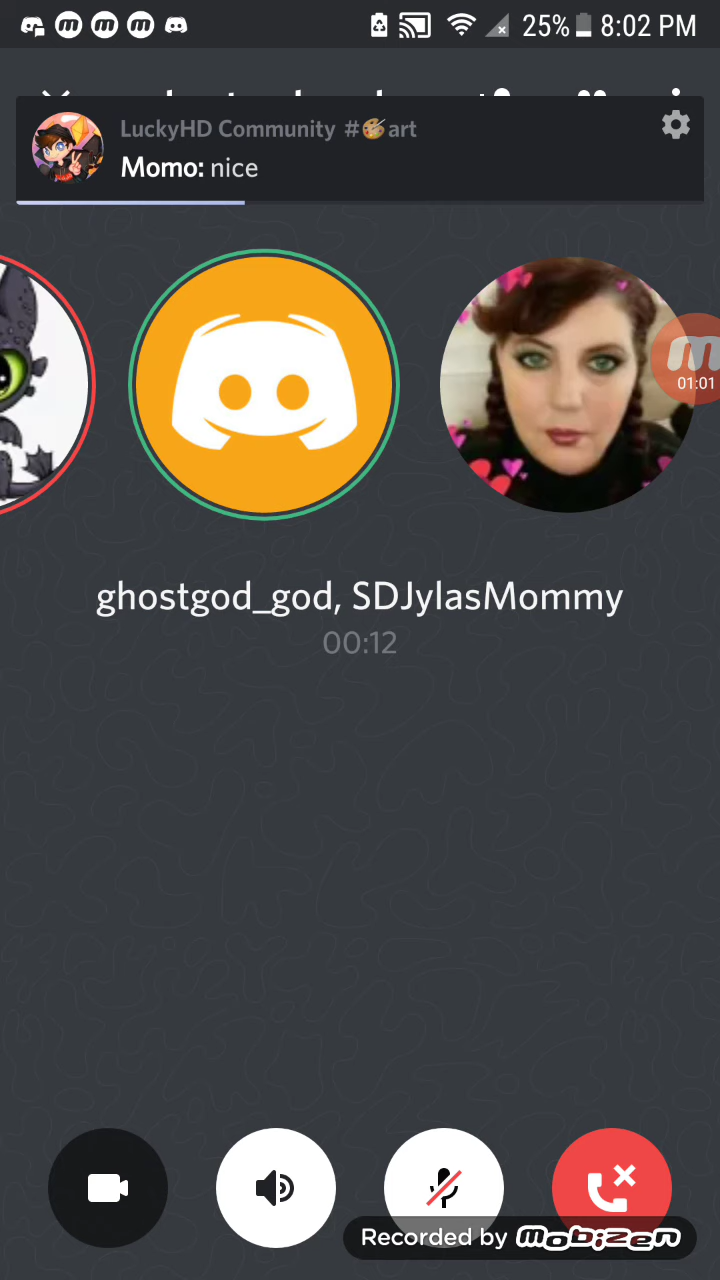 25% 8:02 PM
LuckyHD Community #🎨art
Momo: nice
01:01
ghostgod_god, SDJylasMommy
00:12
Recorded by mobizen